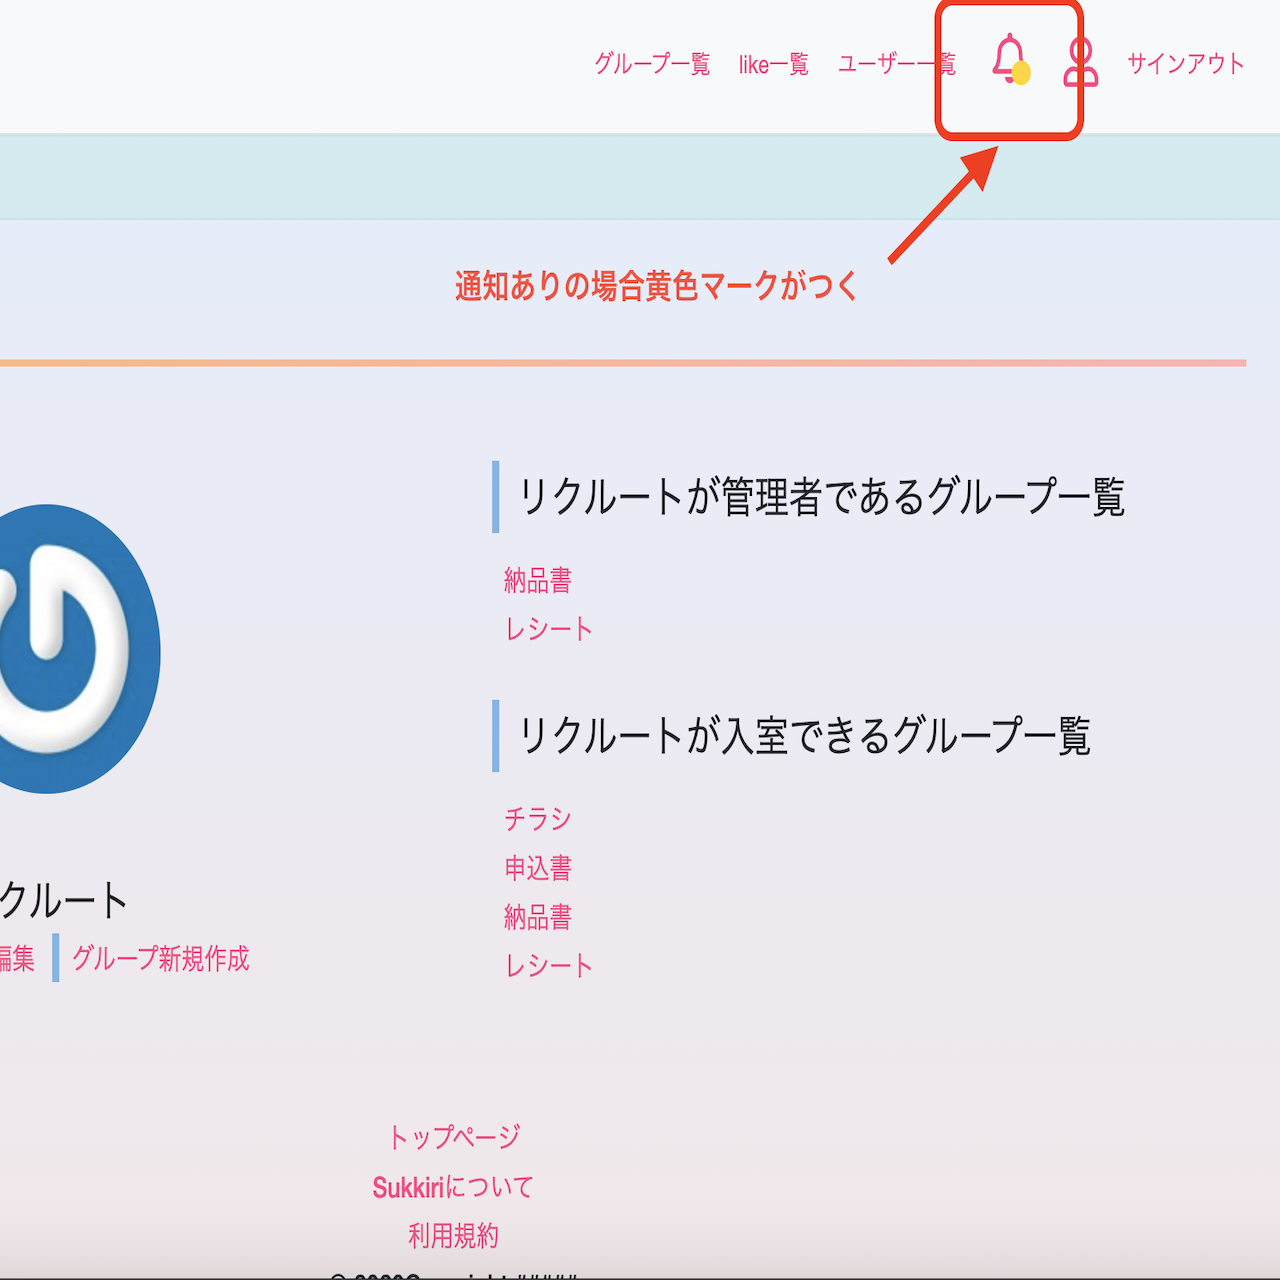 グループ一覧 like一覧 ユーザー一覧 サインアウト
通知ありの場合黄色マークがつく
リクルートが管理者であるグループ一覧
納品書
レシート
リクルートが入室できるグループ一覧
チラシ
申込書
納品書
レシート
クルート
編集 グループ新規作成
トップページ
Sukkiriについて
利用規約